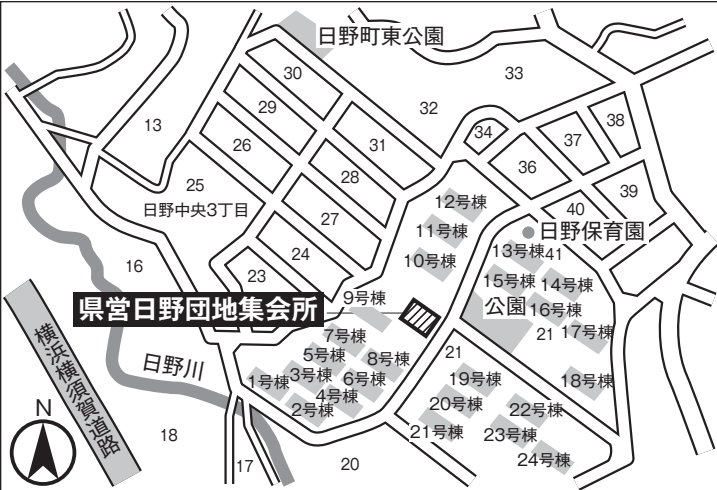 日野町東公園
30
33
29
32
13
26
31
34
37
38
28
36
25
39
日野中央3丁目
27
12号棟
40
11号棟
日野保育園
24
10号棟
13号棟
41
16
23
9号棟
15号棟
14号棟
県営日野団地集会所
公園
16号棟
7号棟
21
17号棟
横浜横須賀道路
日野川
5号棟
8号棟
21
1号棟
3号棟
6号棟
19号棟
18号棟
4号棟
20号棟
22号棟
2号棟
N
21号棟
23号棟
18
17
20
24号棟